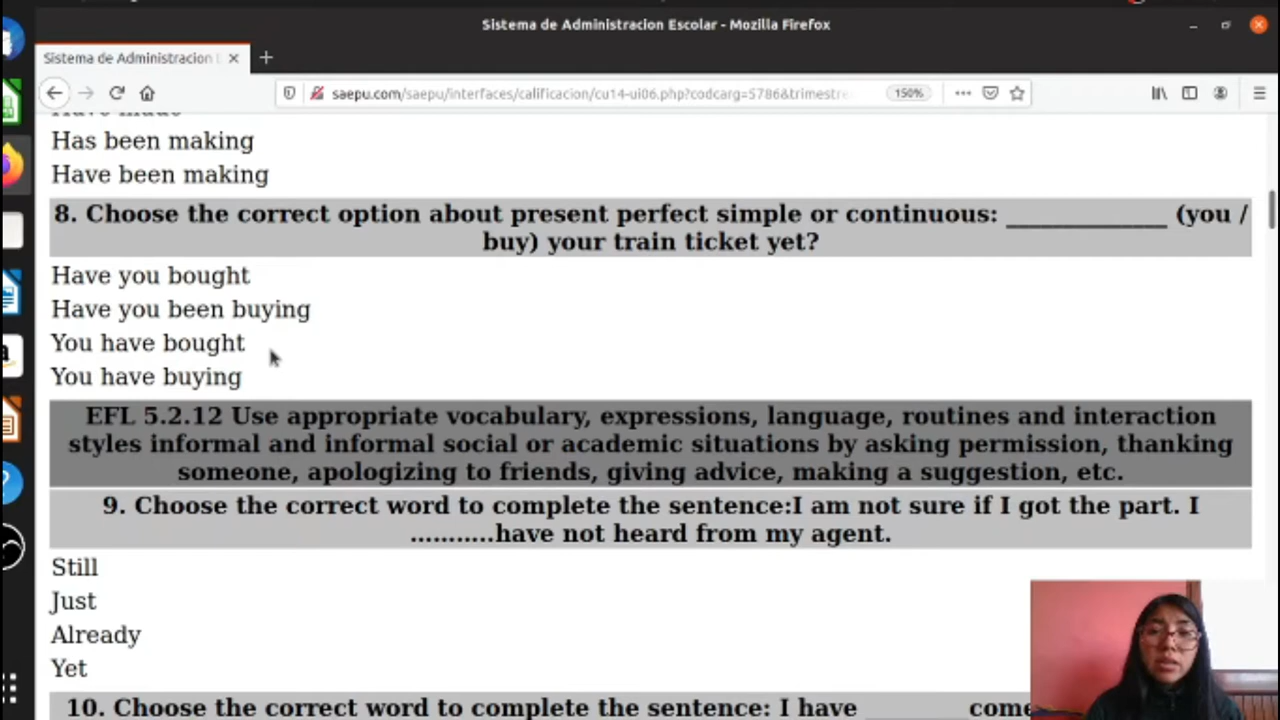 Sistema de Administracion Escolar - Mozilla Firefox
Sistema de Administracion
saepu.com/saepu/interfaces/calificacion/cu14-ui06.php?codcarg=5786&trimestre
150%
Have made
Has been making
Have been making
8. Choose the correct option about present perfect simple or continuous: ______________ (you /
buy) your train ticket yet?
Have you bought
Have you been buying
You have bought
You have buying
EFL 5.2.12 Use appropriate vocabulary, expressions, language, routines and interaction
styles informal and informal social or academic situations by asking permission, thanking
someone, apologizing to friends, giving advice, making a suggestion, etc.
9. Choose the correct word to complete the sentence:I am not sure if I got the part. I
...........have not heard from my agent.
Still
Just
Already
Yet
10. Choose the correct word to complete the sentence: I have _________come